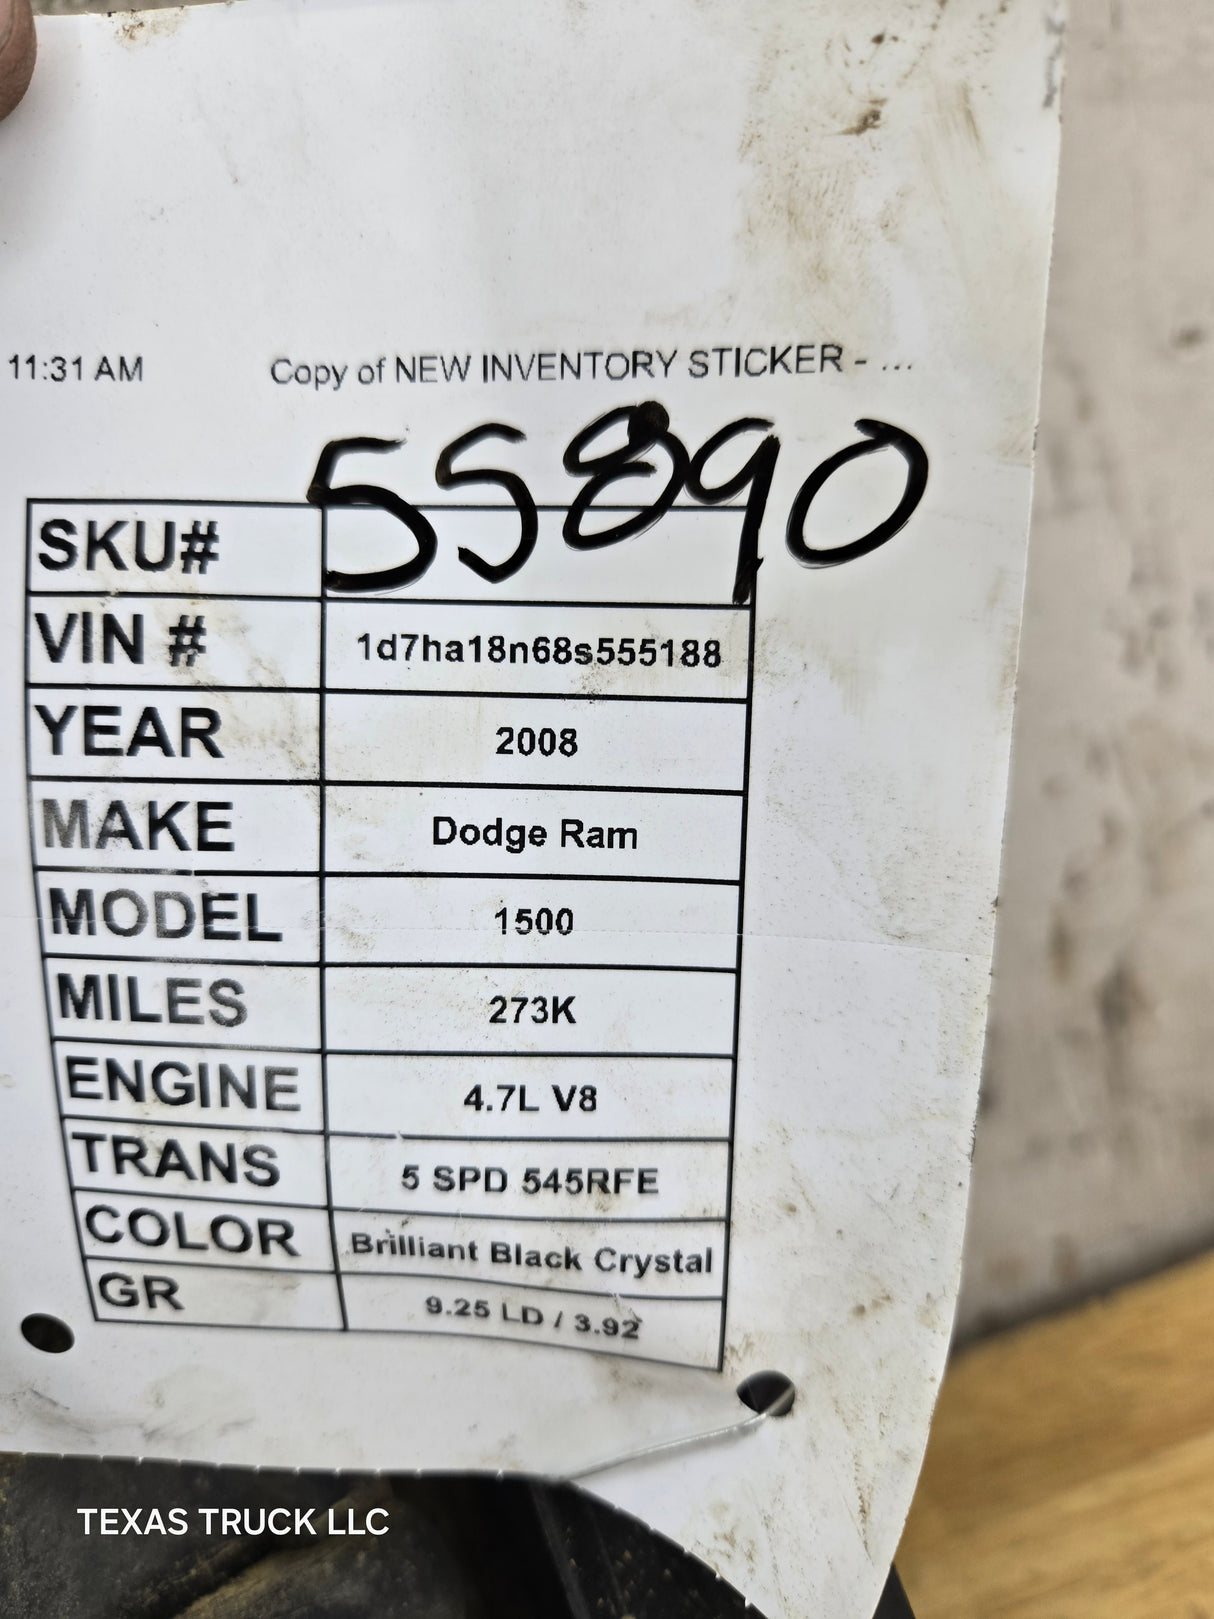 11:31 AM Copy of NEW INVENTORY STICKER - ...
55890
SKU#
VIN # 1d7ha18n68s555188
YEAR 2008
MAKE Dodge Ram
MODEL 1500
MILES 273K
ENGINE 4.7L V8
TRANS 5 SPD 545RFE
COLOR Brilliant Black Crystal
GR 9.25 LD / 3.92
TEXAS TRUCK LLC